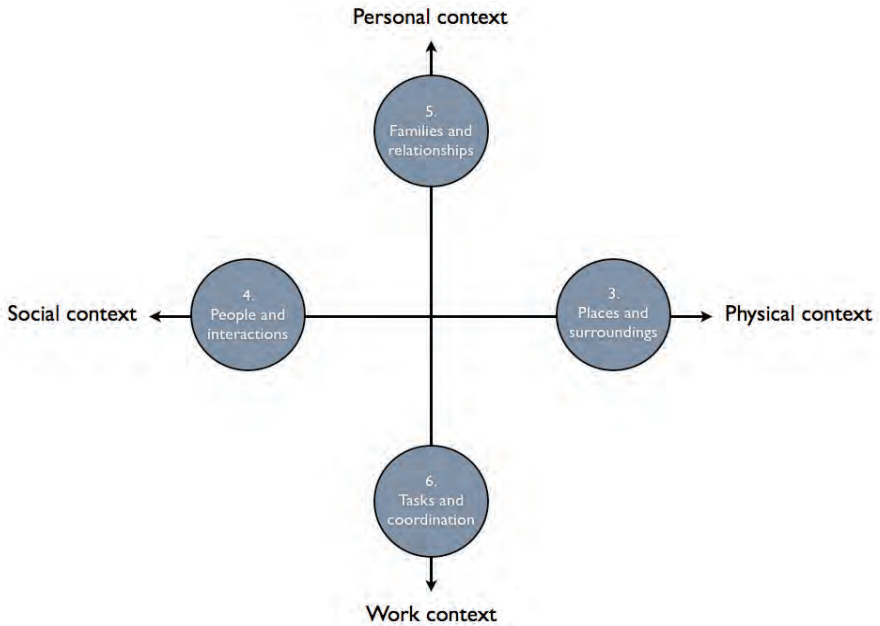 Personal context
5.
Families and
relationships
Social context
4.
People and
interactions
3.
Places and
surroundings
Physical context
6.
Tasks and
coordination
Work context